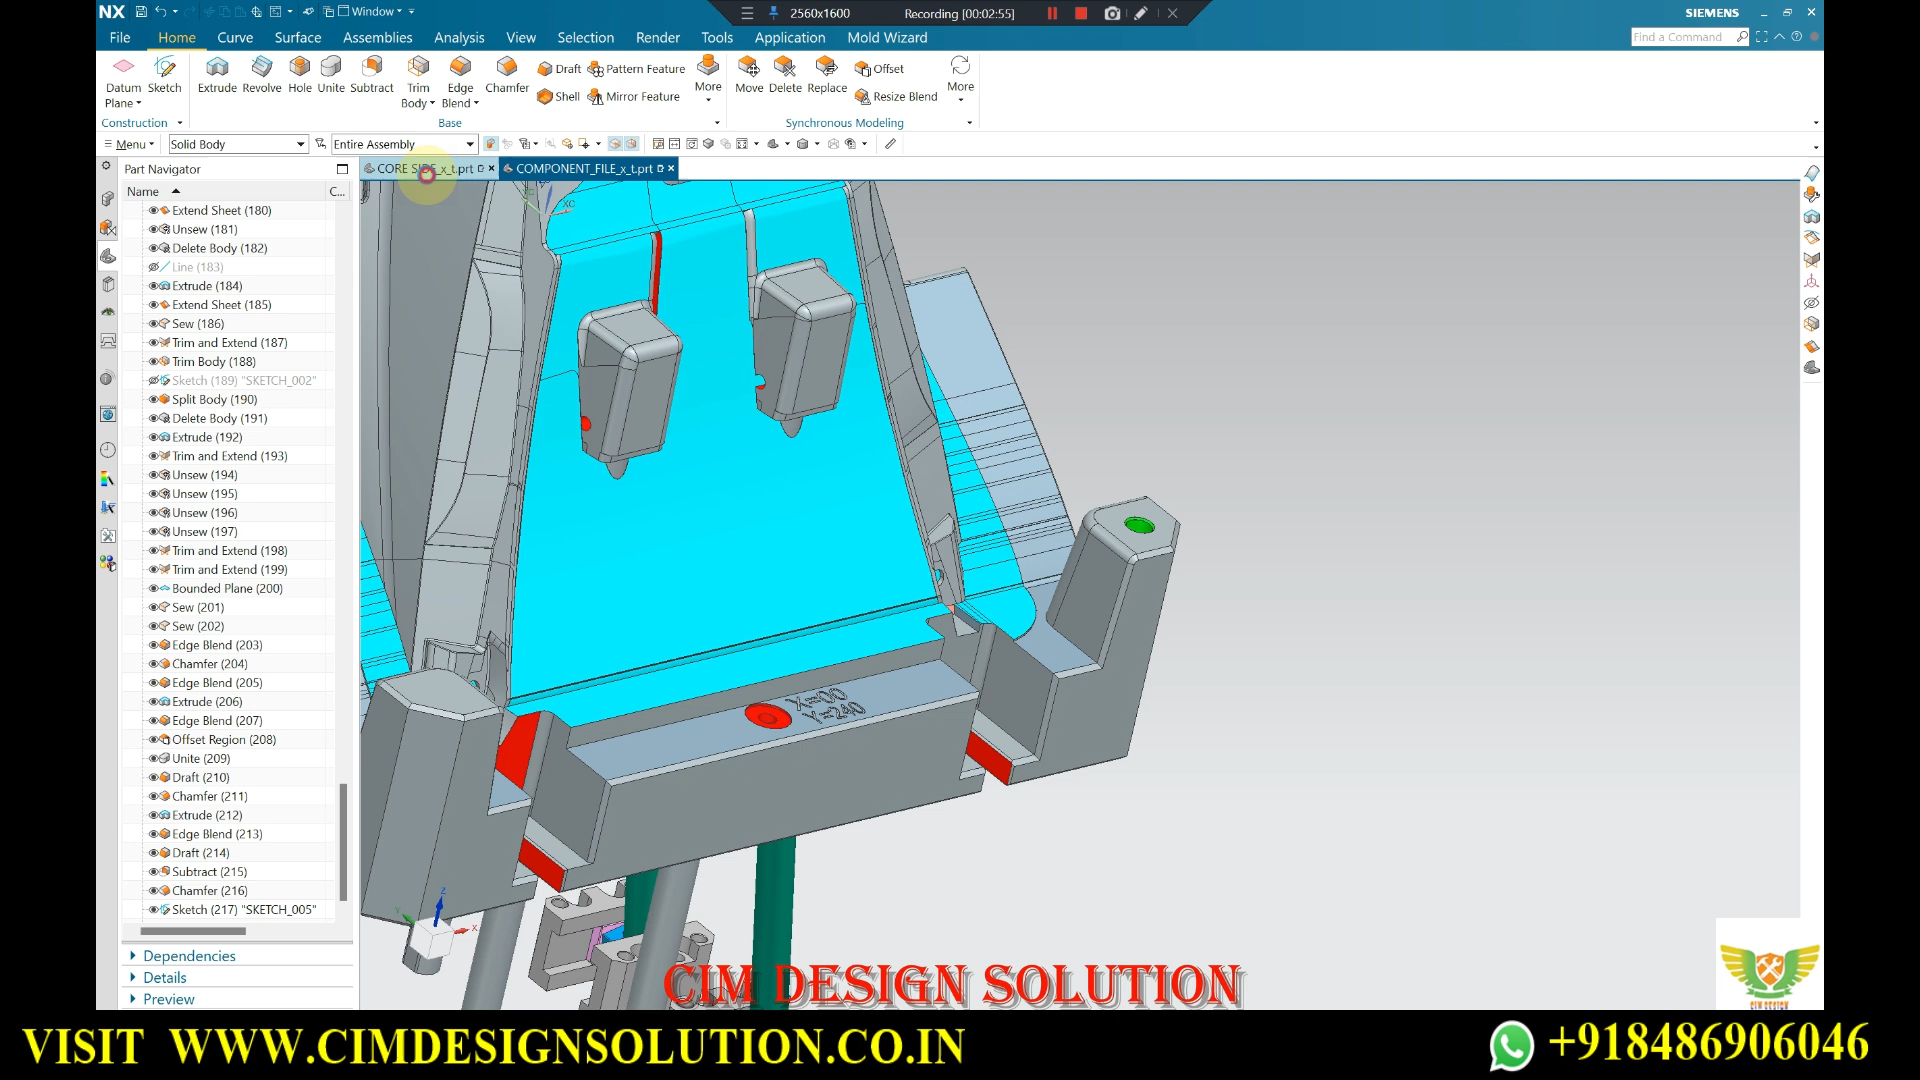 NX
Window
2560x1600
Recording [00:02:55]
SIEMENS
File Home Curve Surface Assemblies Analysis View Selection Render Tools Application Mold Wizard
Find a Command
Datum Plane
Sketch
Extrude
Revolve
Hole
Unite
Subtract
Trim Body
Edge Blend
Chamfer
Draft
Shell
Pattern Feature
Mirror Feature
More
Move
Delete
Replace
Offset
Resize Blend
More
Construction
Base
Synchronous Modeling
Menu
Solid Body
Entire Assembly
Part Navigator
CORE SIDE_x_t.prt
COMPONENT_FILE_x_t.prt
Name
C...
Extend Sheet (180)
Unsew (181)
Delete Body (182)
Line (183)
Extrude (184)
Extend Sheet (185)
Sew (186)
Trim and Extend (187)
Trim Body (188)
Sketch (189) "SKETCH_002"
Split Body (190)
Delete Body (191)
Extrude (192)
Trim and Extend (193)
Unsew (194)
Unsew (195)
Unsew (196)
Unsew (197)
Trim and Extend (198)
Trim and Extend (199)
Bounded Plane (200)
Sew (201)
Sew (202)
Edge Blend (203)
Chamfer (204)
Edge Blend (205)
Extrude (206)
Edge Blend (207)
Offset Region (208)
Unite (209)
Draft (210)
Chamfer (211)
Extrude (212)
Edge Blend (213)
Draft (214)
Subtract (215)
Chamfer (216)
Sketch (217) "SKETCH_005"
Dependencies
Details
Preview
XC
X=00
Y=240
Z
Y
X
CIM DESIGN SOLUTION
CIM DESIGN
VISIT WWW.CIMDESIGNSOLUTION.CO.IN
+918486906046